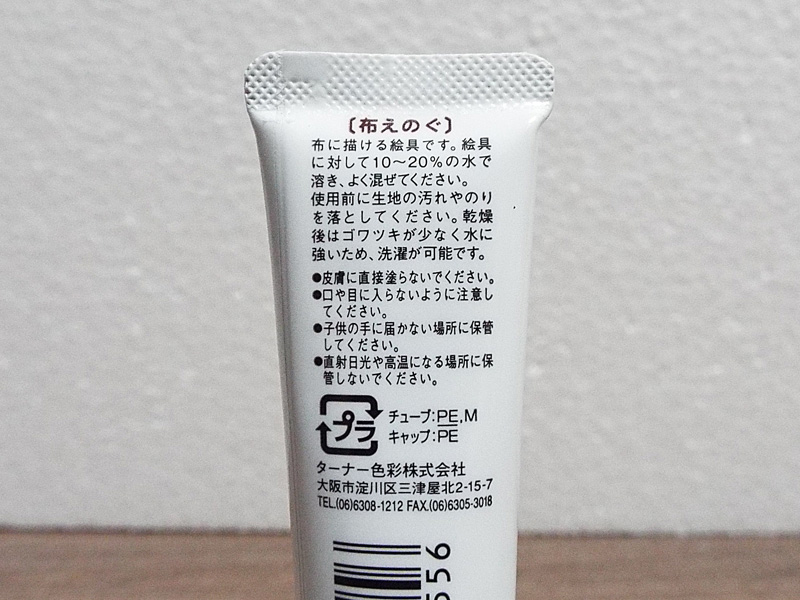 〔布えのぐ〕
布に描ける絵具です。絵具
に対して10～20%の水で
溶き、よく混ぜてください。
使用前に生地の汚れやのり
を落としてください。乾燥
後はゴワツキが少なく水に
強いため、洗濯が可能です。
●皮膚に直接塗らないでください。
●口や目に入らないように注意し
てください。
●子供の手に届かない場所に保管
してください。
●直射日光や高温になる場所に保
管しないでください。
プラ
チューブ:PE,M
キャップ:PE
ターナー色彩株式会社
大阪市淀川区三津屋北2-15-7
TEL.(06)6308-1212 FAX.(06)6305-3018
556